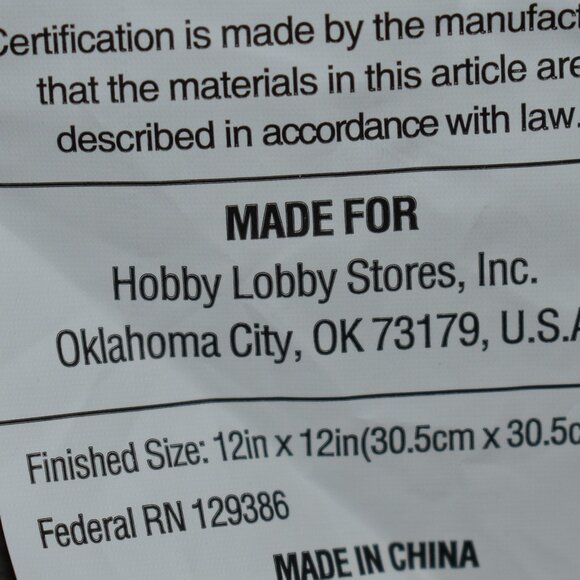 Certification is made by the manufact
that the materials in this article are
described in accordance with law.
MADE FOR
Hobby Lobby Stores, Inc.
Oklahoma City, OK 73179, U.S.A
Finished Size: 12in x 12in(30.5cm x 30.5c
Federal RN 129386
MADE IN CHINA